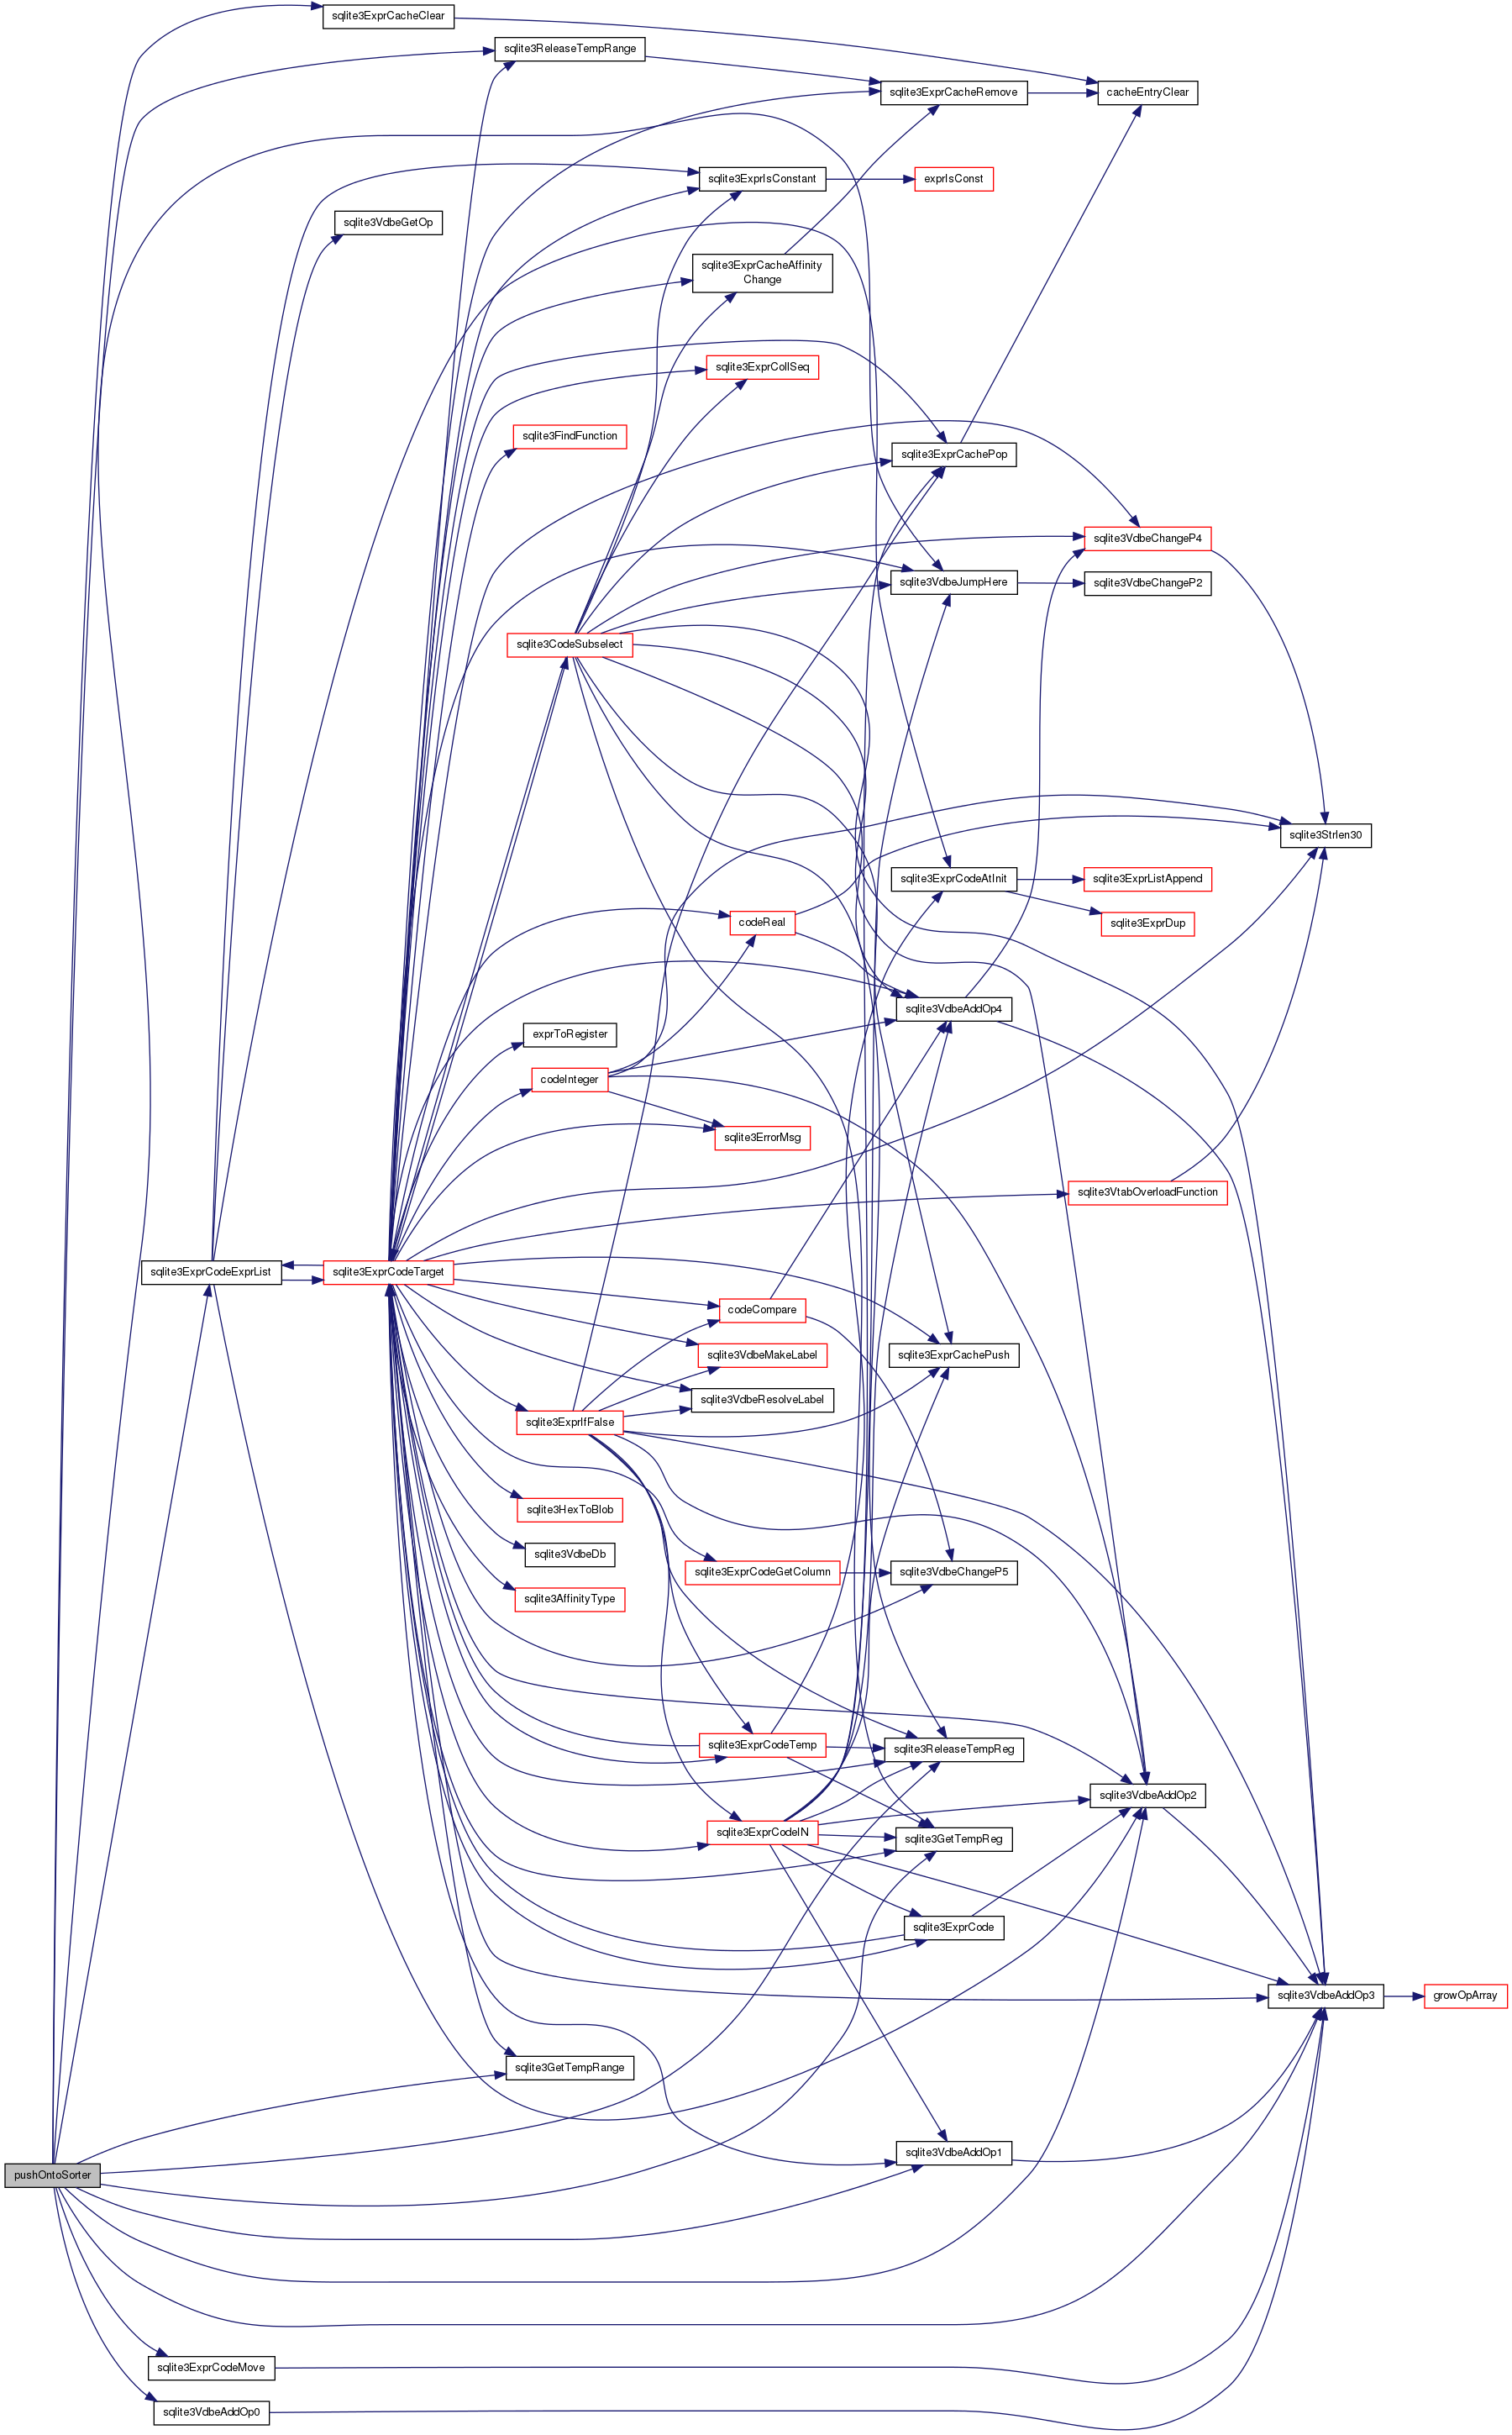 sqlite3ExprCacheClear
sqlite3ReleaseTempRange
sqlite3ExprCacheRemove
cacheEntryClear
sqlite3ExprIsConstant
exprIsConst
sqlite3VdbeGetOp
sqlite3ExprCacheAffinity
Change
sqlite3ExprCollSeq
sqlite3FindFunction
sqlite3ExprCachePop
sqlite3VdbeChangeP4
sqlite3VdbeJumpHere
sqlite3VdbeChangeP2
sqlite3CodeSubselect
sqlite3Strlen30
sqlite3ExprCodeAtInit
sqlite3ExprListAppend
codeReal
sqlite3ExprDup
sqlite3VdbeAddOp4
exprToRegister
codeInteger
sqlite3ErrorMsg
sqlite3VtabOverloadFunction
sqlite3ExprCodeExprList
sqlite3ExprCodeTarget
codeCompare
sqlite3VdbeMakeLabel
sqlite3ExprCachePush
sqlite3VdbeResolveLabel
sqlite3ExprIfFalse
sqlite3HexToBlob
sqlite3VdbeDb
sqlite3ExprCodeGetColumn
sqlite3VdbeChangeP5
sqlite3AffinityType
sqlite3ExprCodeTemp
sqlite3ReleaseTempReg
sqlite3VdbeAddOp2
sqlite3ExprCodeIN
sqlite3GetTempReg
sqlite3ExprCode
sqlite3VdbeAddOp3
growOpArray
sqlite3GetTempRange
sqlite3VdbeAddOp1
pushOntoSorter
sqlite3ExprCodeMove
sqlite3VdbeAddOp0